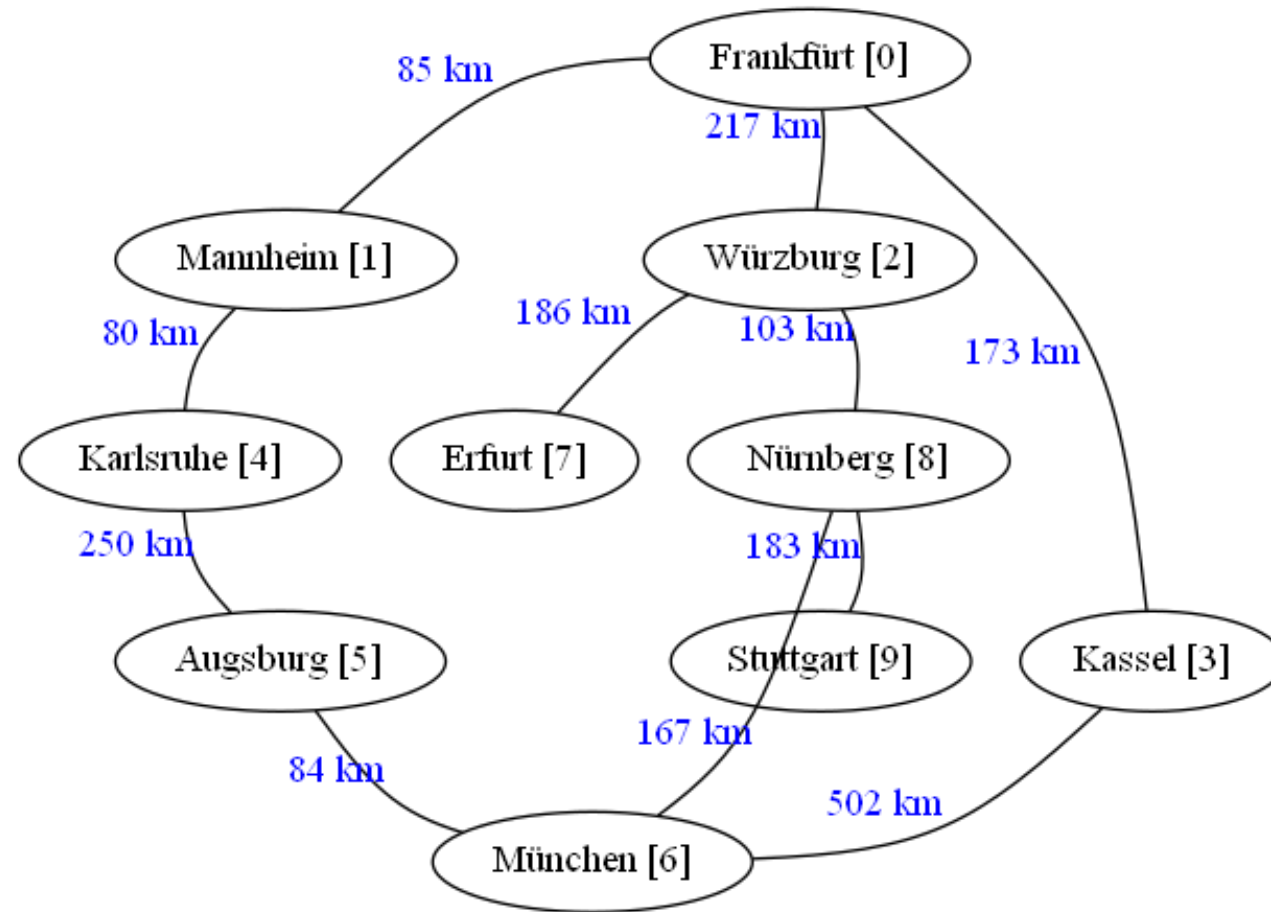 Frankfürt [0]
85 km
217 km
Mannheim [1]
Würzburg [2]
80 km
186 km
103 km
173 km
Karlsruhe [4]
Erfurt [7]
Nürnberg [8]
250 km
183 km
Augsburg [5]
Stuttgart [9]
Kassel [3]
84 km
167 km
502 km
München [6]